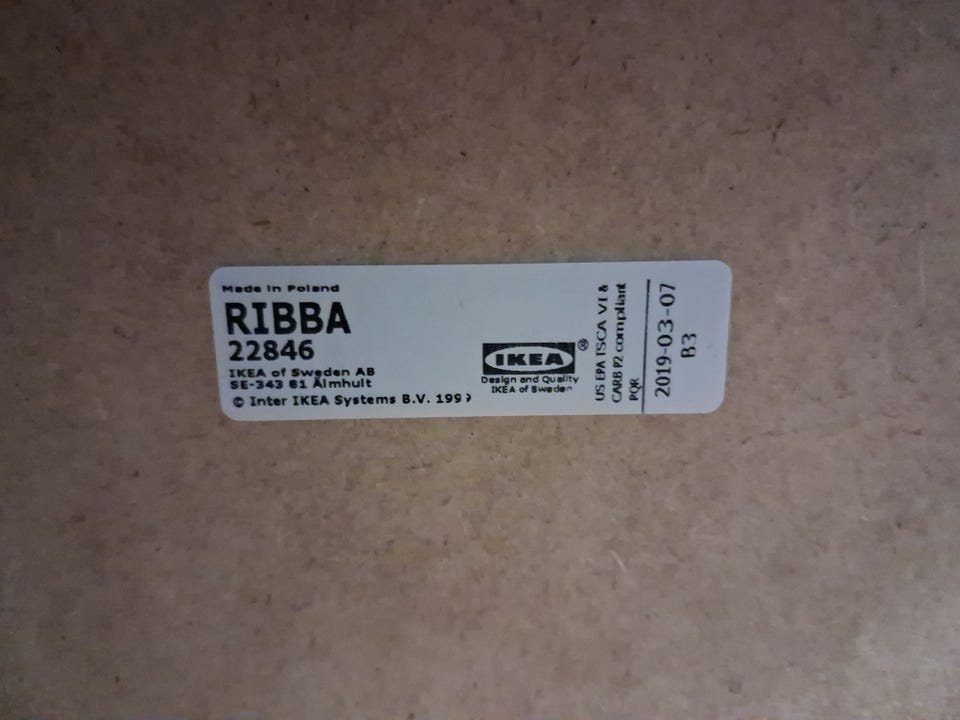 Made in Poland
RIBBA
22846
IKEA of Sweden AB
SE-343 81 Älmhult
© Inter IKEA Systems B.V. 1999
IKEA®
Design and Quality
IKEA of Sweden
US EPA TSCA VI &
CARB P2 compliant
PQR
2019-03-07
B3